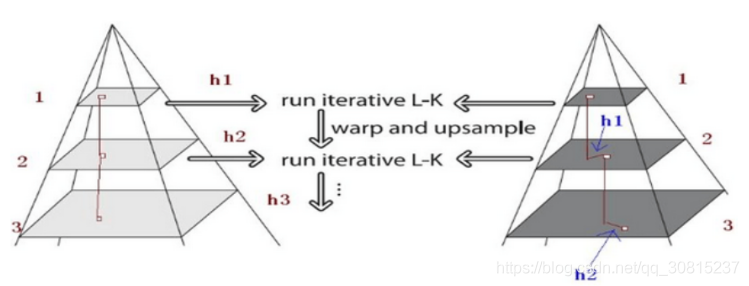 h1
1
run iterative L-K
1
h1
warp and upsample
h2
2
2
run iterative L-K
h3
3
3
h2
https://blog.csdn.net/qq_30815237